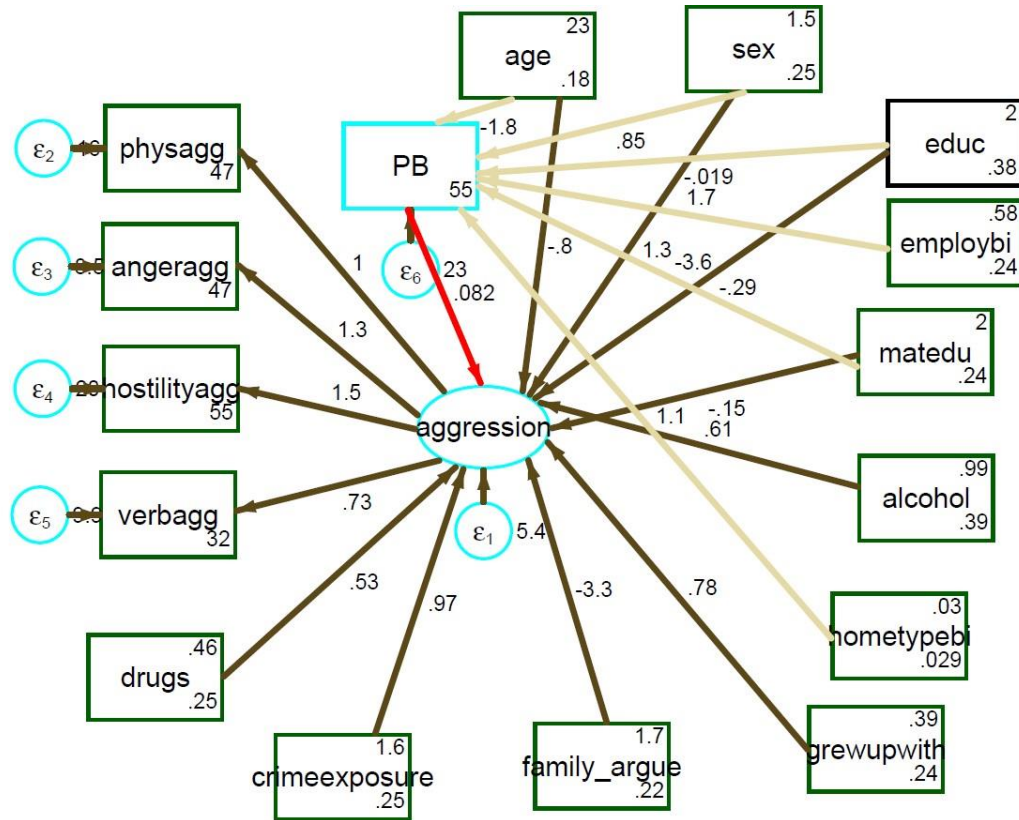 23
age
.18
1.5
sex
.25
2
educ
.38
.58
employbi
.24
2
matedu
.24
.99
alcohol
.39
.03
hometypebi
.029
.39
grewupwith
.24
1.7
family_argue
.22
1.6
crimeexposure
.25
.46
drugs
.25
PB
55
ε6
23
.082
ε2
physagg
47
ε3
angeragg
47
ε4
hostilityagg
55
ε5
verbagg
32
aggression
ε1
5.4
-1.8
.85
-.019
1.7
-.8
1.3
-3.6
-.29
1
1.3
1.5
.73
1.1
-.15
.61
.53
.97
-3.3
.78